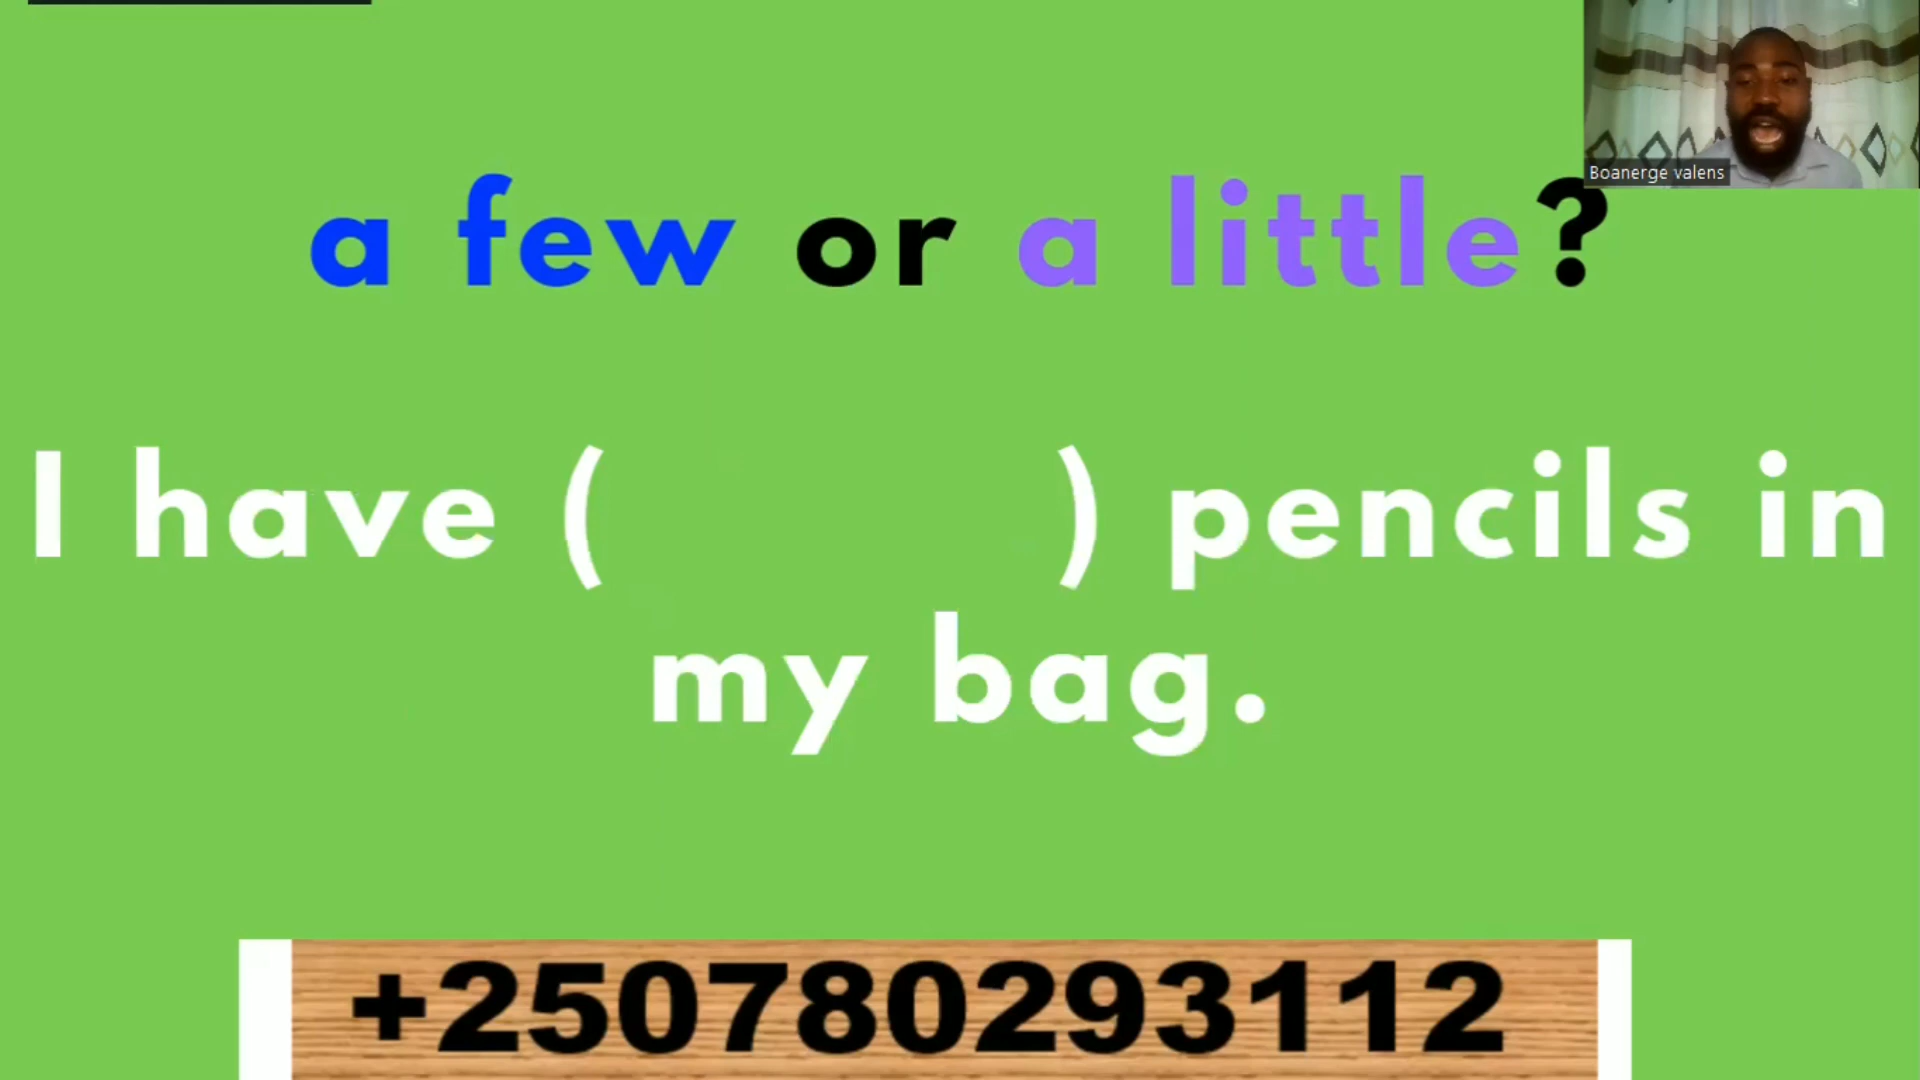 Boanerge valens
a few or a little?
I have ( ) pencils in
my bag.
+250780293112